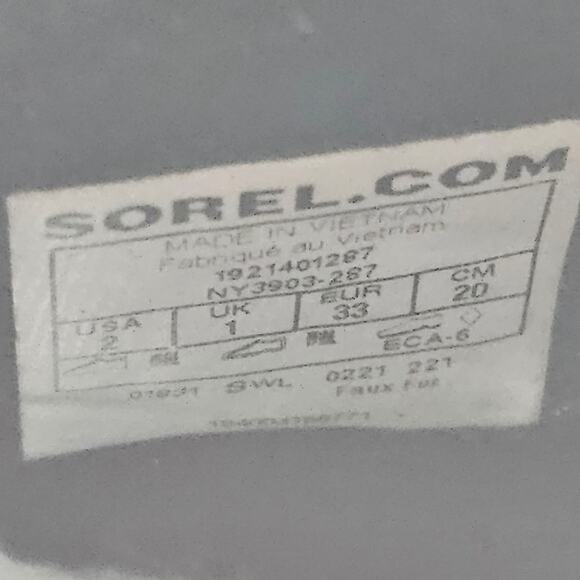 SOREL.COM
MADE IN VIETNAM
Fabriqué au Vietnam
1921401287
NY3903-287
USA UK EUR CM
2 1 33 20
ECA-6
SWL 0221 221
Faux Fur